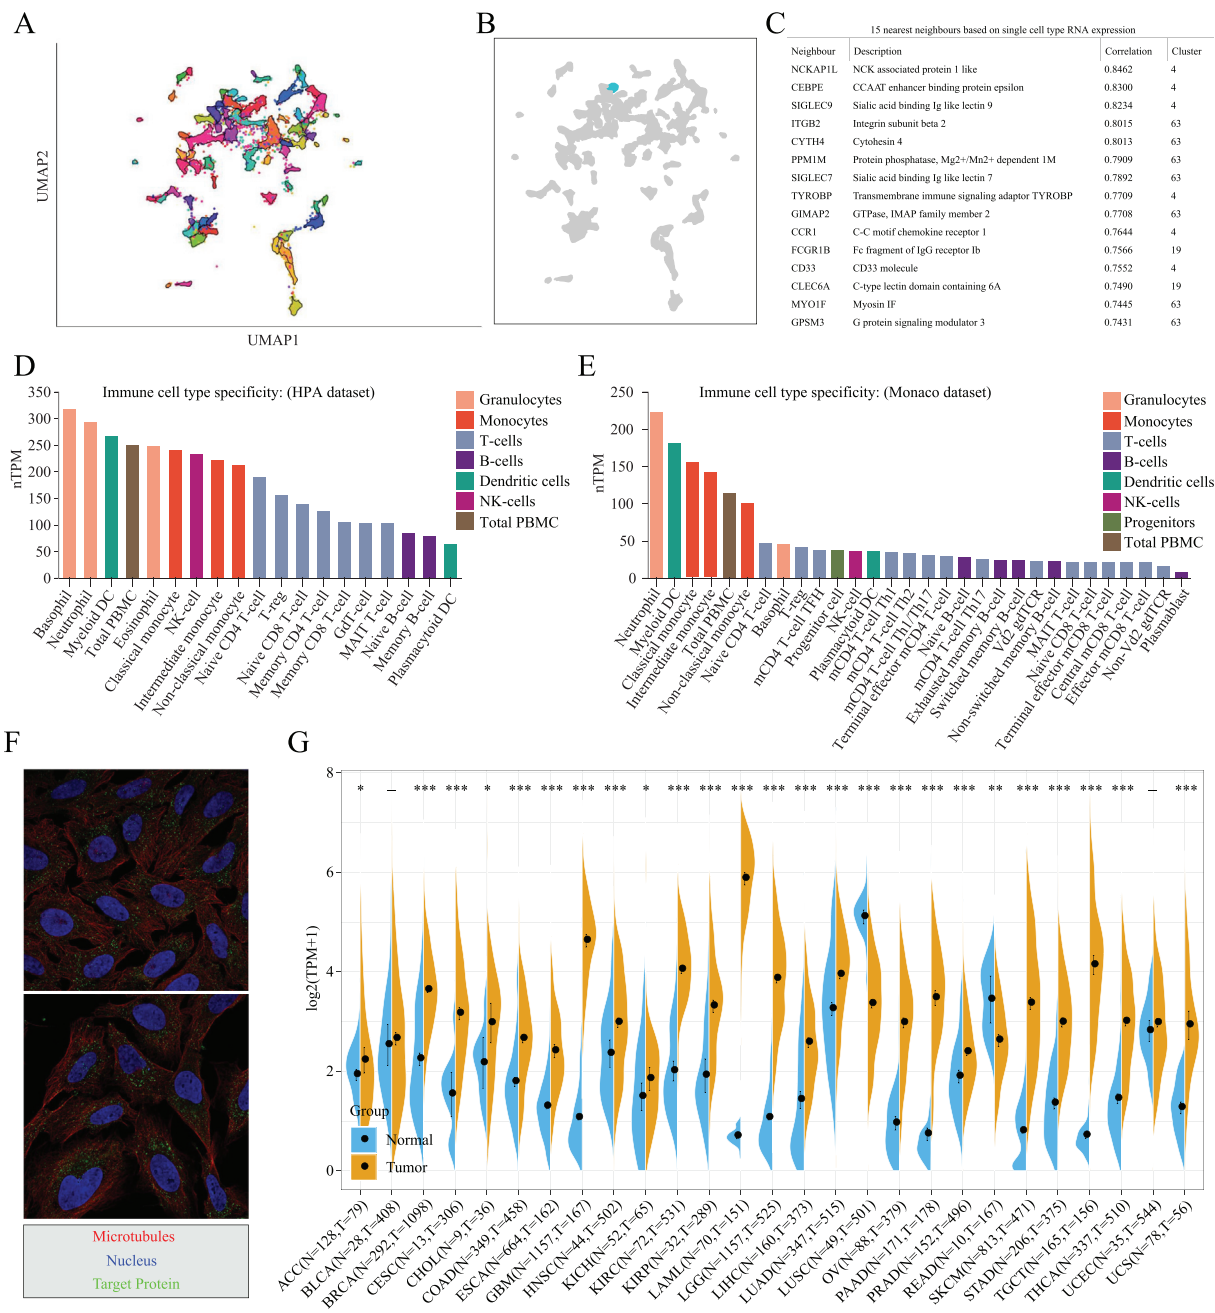 A
UMAP2
UMAP1
B
C
15 nearest neighbours based on single cell type RNA expression
Neighbour Description Correlation Cluster
NCKAP1L NCK associated protein 1 like 0.8462 4
CEBPE CCAAT enhancer binding protein epsilon 0.8300 4
SIGLEC9 Sialic acid binding Ig like lectin 9 0.8234 4
ITGB2 Integrin subunit beta 2 0.8015 63
CYTH4 Cytohesin 4 0.8013 63
PPM1M Protein phosphatase, Mg2+/Mn2+ dependent 1M 0.7909 63
SIGLEC7 Sialic acid binding Ig like lectin 7 0.7892 63
TYROBP Transmembrane immune signaling adaptor TYROBP 0.7709 4
GIMAP2 GTPase, IMAP family member 2 0.7708 63
CCR1 C-C motif chemokine receptor 1 0.7644 4
FCGR1B Fc fragment of IgG receptor Ib 0.7566 19
CD33 CD33 molecule 0.7552 4
CLEC6A C-type lectin domain containing 6A 0.7490 19
MYO1F Myosin IF 0.7445 63
GPSM3 G protein signaling modulator 3 0.7431 63
D
Immune cell type specificity: (HPA dataset)
nTPM
350
300
250
200
150
100
50
0
Granulocytes
Monocytes
T-cells
B-cells
Dendritic cells
NK-cells
Total PBMC
Basophil
Neutrophil
Myeloid DC
Total PBMC
Eosinophil
Classical monocyte
NK-cell
Intermediate monocyte
Non-classical monocyte
Naive CD4 T-cell
T-reg
Naive CD8 T-cell
Memory CD4 T-cell
Memory CD8 T-cell
GdT-cell
MAIT T-cell
Naive B-cell
Memory B-cell
Plasmacytoid DC
E
Immune cell type specificity: (Monaco dataset)
nTPM
250
200
150
100
50
0
Granulocytes
Monocytes
T-cells
B-cells
Dendritic cells
NK-cells
Progenitors
Total PBMC
Neutrophil
Myeloid DC
Classical monocyte
Intermediate monocyte
Total PBMC
Non-classical monocyte
Naive CD4 T-cell
Basophil
T-reg
mCD4 T-cell TFH
Progenitor cell
NK-cell
Plasmacytoid DC
mCD4 T-cell Th1
mCD4 T-cell Th2
mCD4 T-cell Th1/Th17
Terminal effector mCD4 T-cell
Naive B-cell
mCD4 T-cell Th17
Exhausted memory B-cell
Switched memory B-cell
Vd2 gdTCR
Non-switched memory B-cell
MAIT T-cell
Naive CD8 T-cell
Terminal effector mCD8 T-cell
Central mCD8 T-cell
Effector mCD8 T-cell
Non-Vd2 gdTCR
Plasmablast
F
Microtubules
Nucleus
Target Protein
G
log2(TPM+1)
8
6
4
2
0
* – *** *** * *** *** *** *** * *** *** *** *** *** *** *** *** *** *** ** *** *** *** *** – ***
Group
Normal
Tumor
ACC(N=128,T=79)
BLCA(N=28,T=408)
BRCA(N=292,T=1098)
CESC(N=13,T=306)
CHOL(N=9,T=36)
COAD(N=349,T=458)
ESCA(N=664,T=162)
GBM(N=1157,T=167)
HNSC(N=44,T=502)
KICH(N=52,T=65)
KIRC(N=72,T=531)
KIRP(N=32,T=289)
LAML(N=70,T=151)
LGG(N=1157,T=525)
LIHC(N=160,T=373)
LUAD(N=347,T=515)
LUSC(N=49,T=501)
OV(N=88,T=379)
PAAD(N=171,T=178)
PRAD(N=152,T=496)
READ(N=10,T=167)
SKCM(N=813,T=471)
STAD(N=206,T=375)
TGCT(N=165,T=156)
THCA(N=337,T=510)
UCEC(N=35,T=544)
UCS(N=78,T=56)